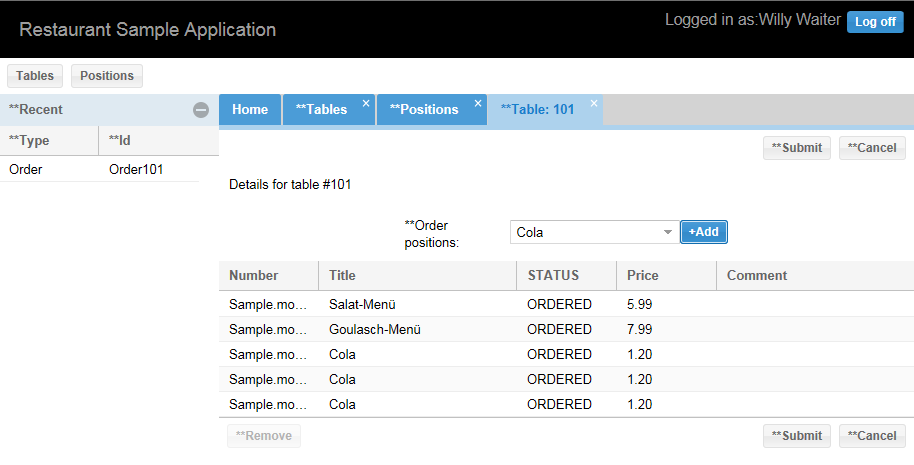 Restaurant Sample Application
Logged in as:Willy Waiter Log off
Tables Positions
**Recent
**Type **Id
Order Order101
Home **Tables × **Positions × **Table: 101 ×
**Submit **Cancel
Details for table #101
**Order
positions:
Cola +Add
Number Title STATUS Price Comment
Sample.mo... Salat-Menü ORDERED 5.99
Sample.mo... Goulasch-Menü ORDERED 7.99
Sample.mo... Cola ORDERED 1.20
Sample.mo... Cola ORDERED 1.20
Sample.mo... Cola ORDERED 1.20
**Remove **Submit **Cancel